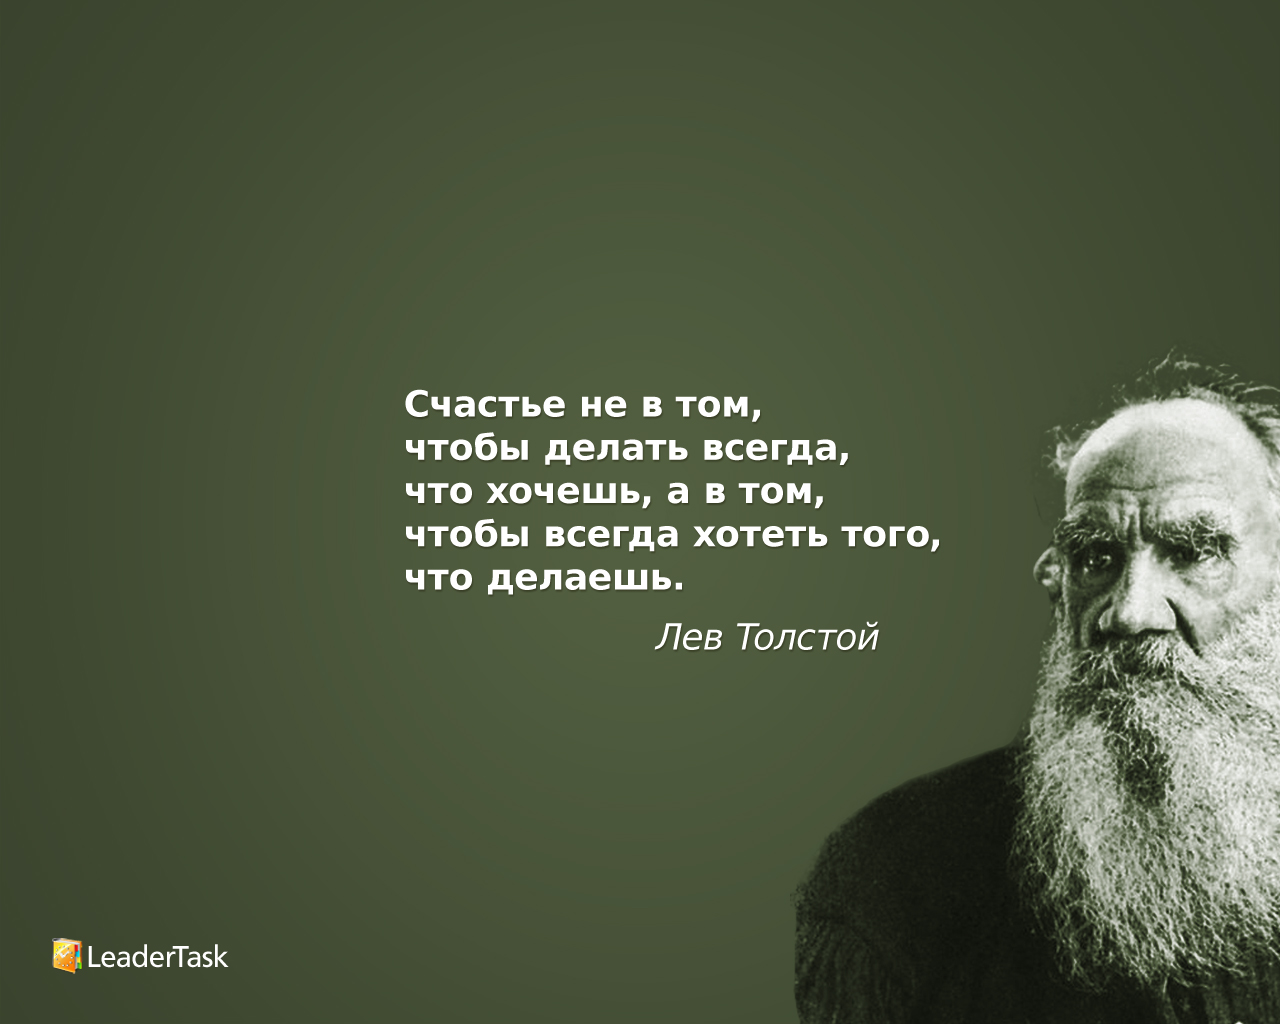 Счастье не в том,
чтобы делать всегда,
что хочешь, а в том,
чтобы всегда хотеть того,
что делаешь.
Лев Толстой
LeaderTask